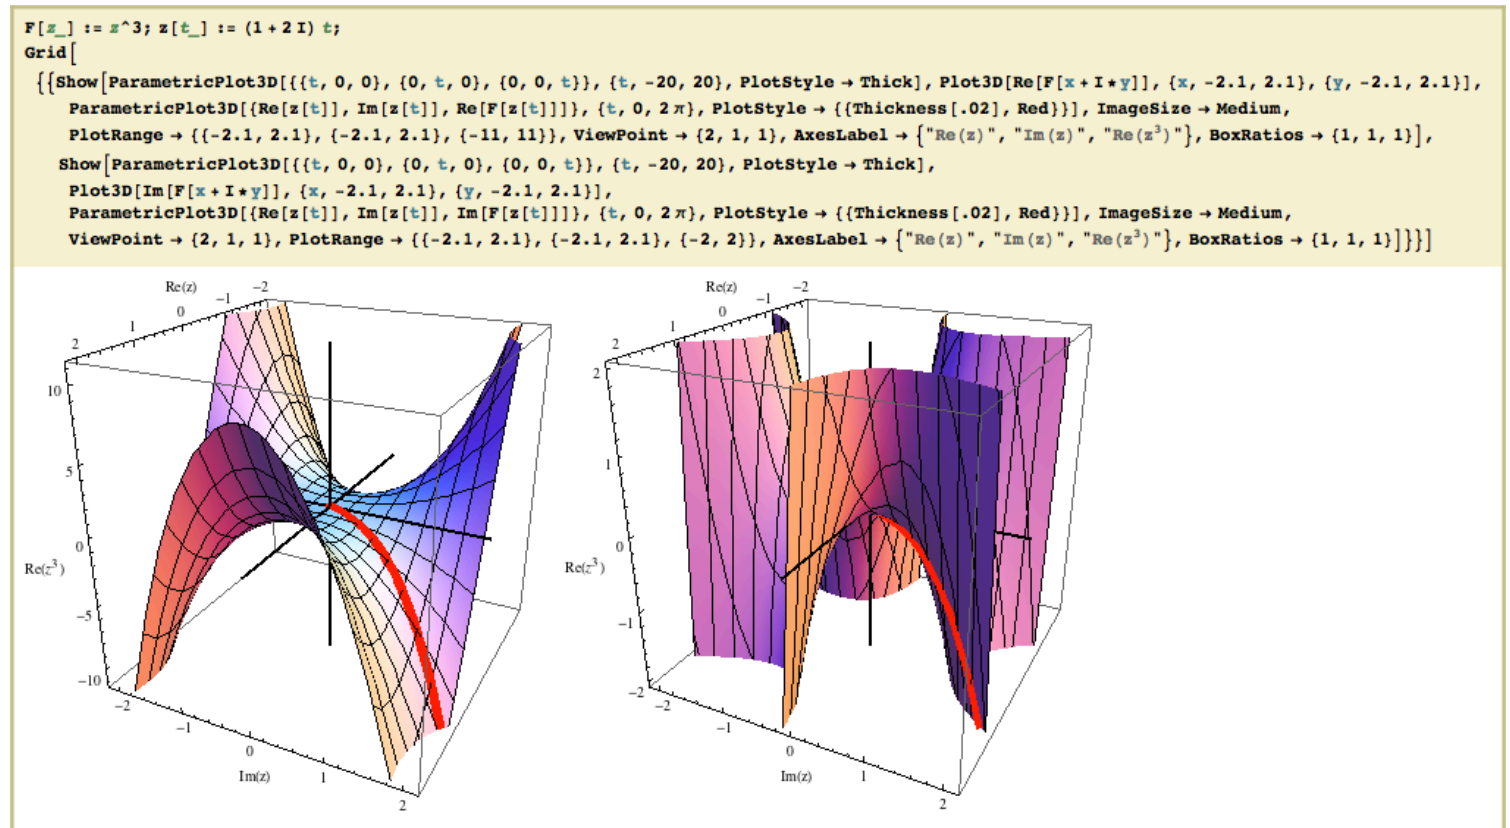 F[z_] := z^3; z[t_] := (1 + 2 I) t;
Grid[
{{Show[ParametricPlot3D[{{t, 0, 0}, {0, t, 0}, {0, 0, t}}, {t, -20, 20}, PlotStyle → Thick], Plot3D[Re[F[x + I * y]], {x, -2.1, 2.1}, {y, -2.1, 2.1}],
ParametricPlot3D[{Re[z[t]], Im[z[t]], Re[F[z[t]]]}, {t, 0, 2 π}, PlotStyle → {{Thickness[.02], Red}}], ImageSize → Medium,
PlotRange → {{-2.1, 2.1}, {-2.1, 2.1}, {-11, 11}}, ViewPoint → {2, 1, 1}, AxesLabel → {"Re(z)", "Im(z)", "Re(z³)"}, BoxRatios → {1, 1, 1}],
Show[ParametricPlot3D[{{t, 0, 0}, {0, t, 0}, {0, 0, t}}, {t, -20, 20}, PlotStyle → Thick],
Plot3D[Im[F[x + I * y]], {x, -2.1, 2.1}, {y, -2.1, 2.1}],
ParametricPlot3D[{Re[z[t]], Im[z[t]], Im[F[z[t]]]}, {t, 0, 2 π}, PlotStyle → {{Thickness[.02], Red}}], ImageSize → Medium,
ViewPoint → {2, 1, 1}, PlotRange → {{-2.1, 2.1}, {-2.1, 2.1}, {-2, 2}}, AxesLabel → {"Re(z)", "Im(z)", "Re(z³)"}, BoxRatios → {1, 1, 1}]}}]
Re(z)
2 1 0 -1 -2
10
5
0
Re(z³)
-5
-10
-2
-1
0
Im(z)
1
2
Re(z)
2 1 0 -1 -2
2
1
0
Re(z³)
-1
-2
-2
-1
0
Im(z)
1
2